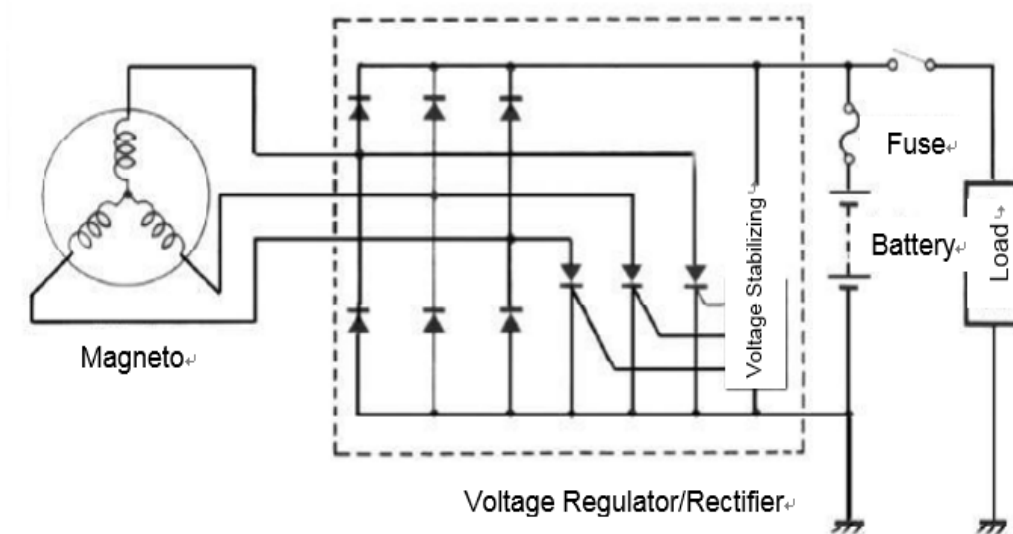 Fuse↵
Battery↵
Load↵
Voltage Stabilizing
Magneto↵
Voltage Regulator/Rectifier↵